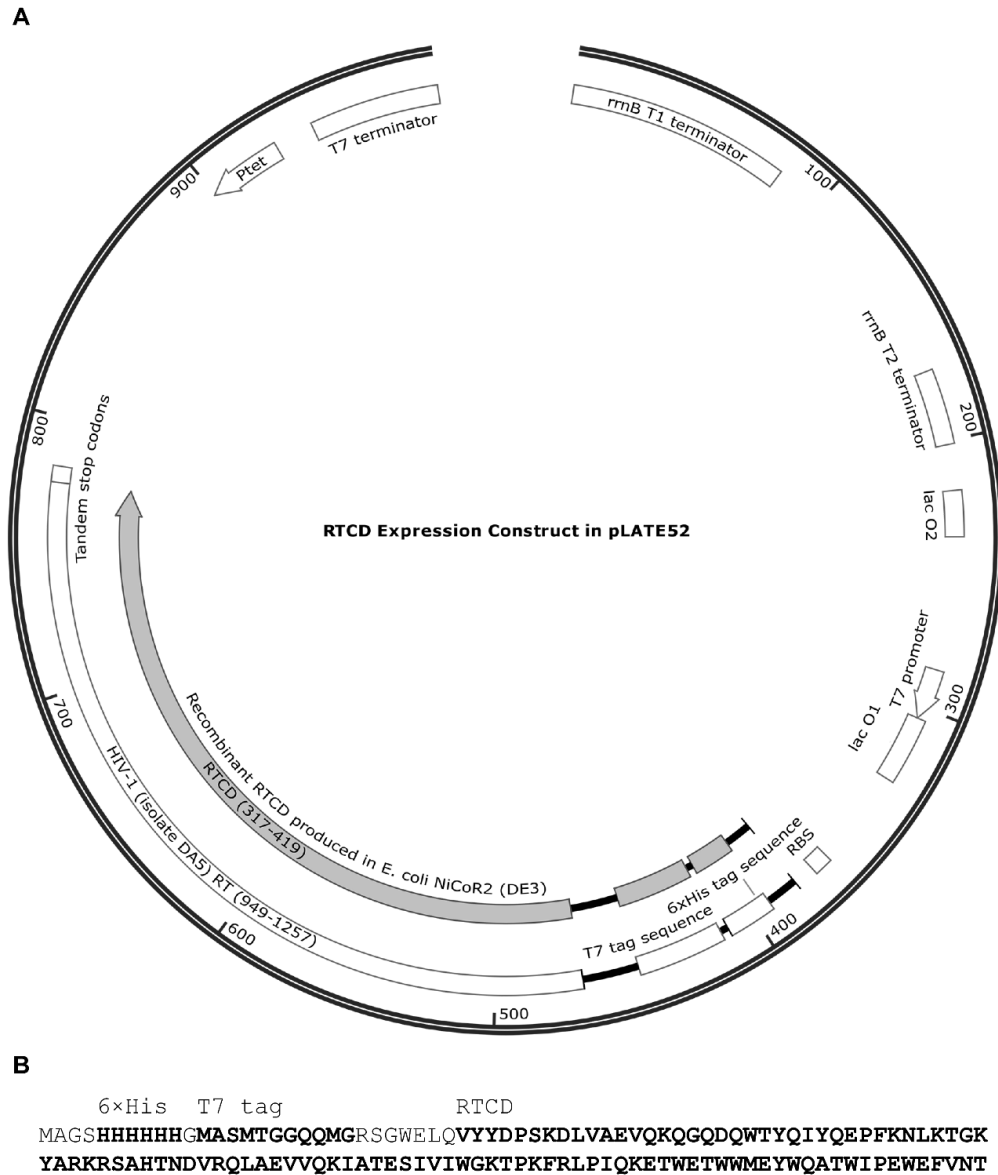 A
T7 terminator
rrnB T1 terminator
Ptet
900
100
rrnB T2 terminator
200
Tandem stop codons
800
lac O2
RTCD Expression Construct in pLATE52
T7 promoter
300
lac O1
700
Recombinant RTCD produced in E. coli NiCoR2 (DE3)
RTCD (317-419)
HIV-1 (isolate DA5) RT (949-1257)
6xHis tag sequence
RBS
T7 tag sequence
400
600
500
B
6×His T7 tag RTCD
MAGSHHHHHHGMASMTGGQQMGRSGWELQVYYDPSKDLVAEVQKQGQDQWTYQIYQEPFKNLKTGK
YARKRSAHTNDVRQLAEVVQKIATESIVIWGKTPKFRLPIQKETWETWWMEYWQATWIPEWEFVNT